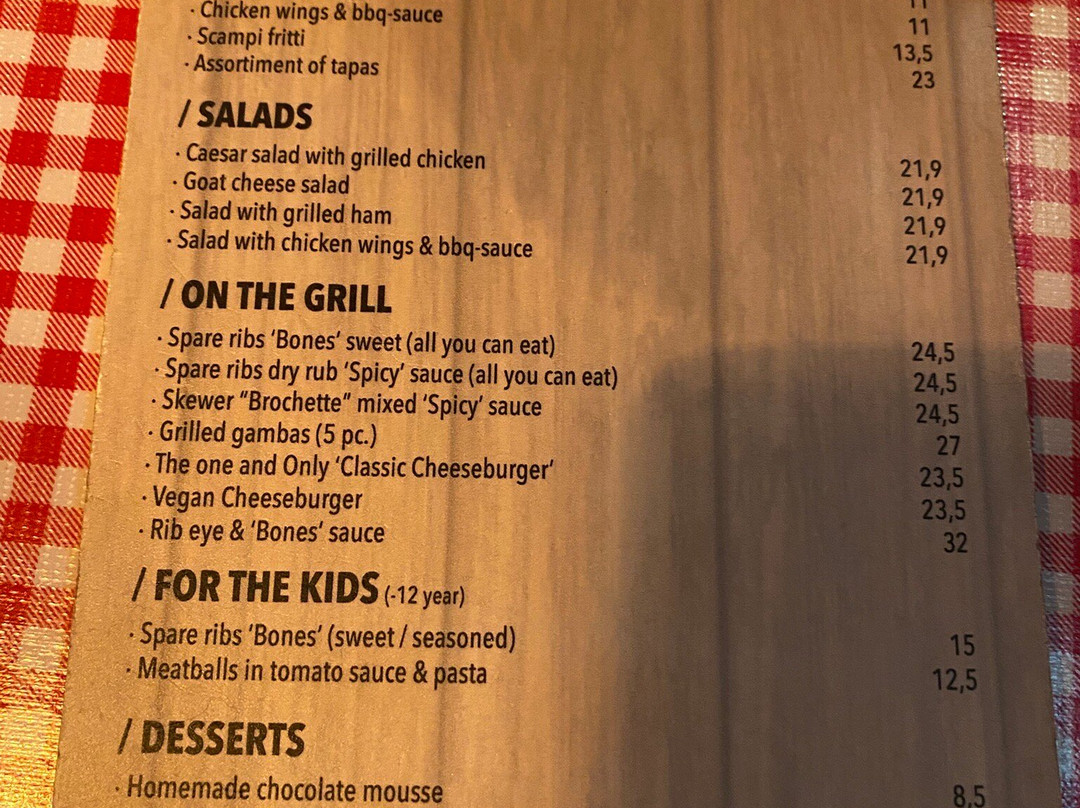 · Chicken wings & bbq-sauce 11
· Scampi fritti 13,5
· Assortiment of tapas 23
/ SALADS
· Caesar salad with grilled chicken 21,9
· Goat cheese salad 21,9
· Salad with grilled ham 21,9
· Salad with chicken wings & bbq-sauce 21,9
/ ON THE GRILL
· Spare ribs ‘Bones’ sweet (all you can eat) 24,5
· Spare ribs dry rub ‘Spicy’ sauce (all you can eat) 24,5
· Skewer “Brochette” mixed ‘Spicy’ sauce 24,5
· Grilled gambas (5 pc.) 27
· The one and Only ‘Classic Cheeseburger’ 23,5
· Vegan Cheeseburger 23,5
· Rib eye & ‘Bones’ sauce 32
/ FOR THE KIDS (-12 year)
· Spare ribs ‘Bones’ (sweet / seasoned) 15
· Meatballs in tomato sauce & pasta 12,5
/ DESSERTS
· Homemade chocolate mousse 8,5